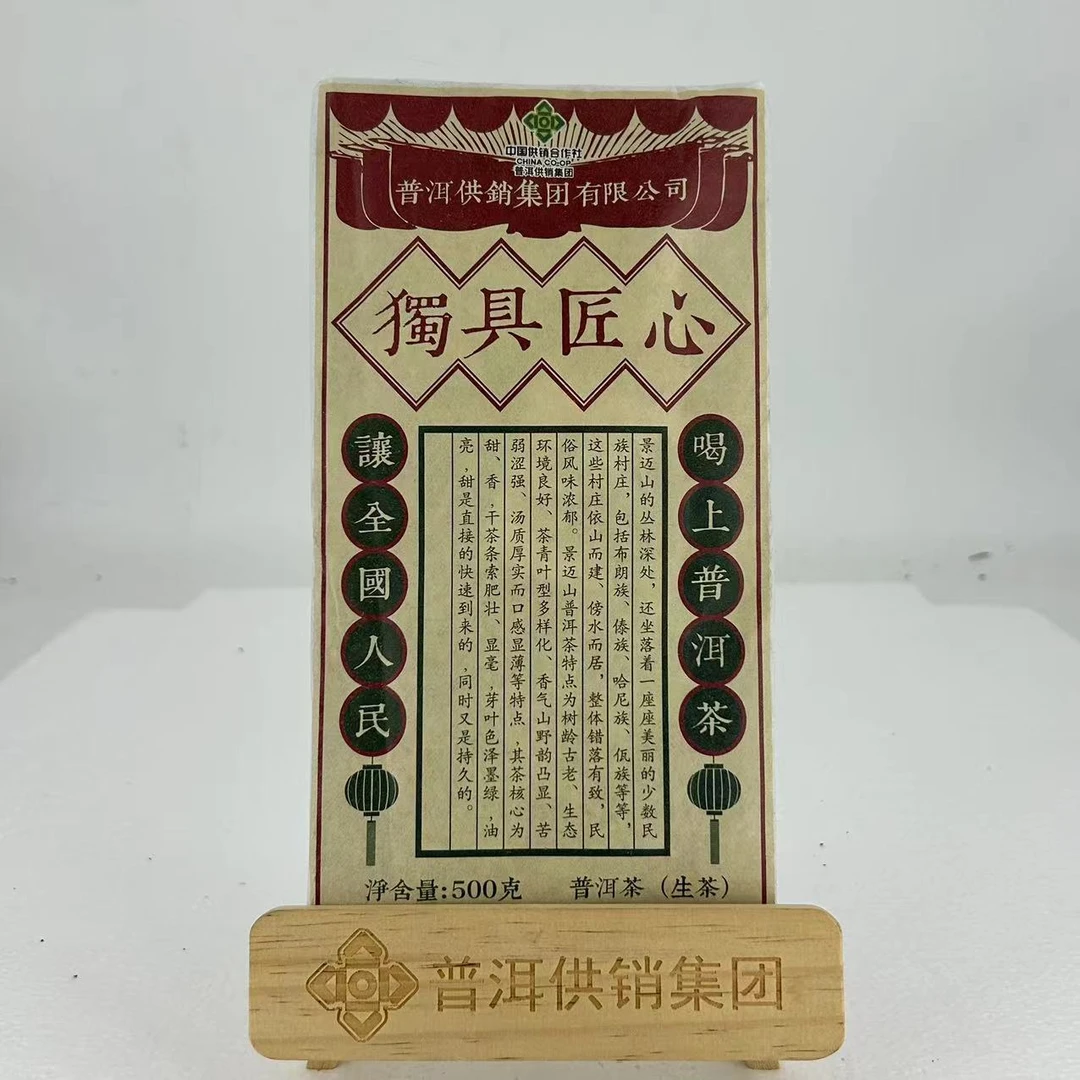 中国供销合作社
CHINA CO-OP
普洱供销集团
普洱供銷集团有限公司
獨具匠心
讓全國人民
喝上普洱茶
景迈山的丛林深处，还坐落着一座座美丽的少数民
族村庄，包括布朗族、傣族、哈尼族、佤族等等，
这些村庄依山而建、傍水而居，整体错落有致，民
俗风味浓郁。景迈山普洱茶特点为树龄古老、生态
环境良好、茶青叶型多样化、香气山野韵凸显、苦
弱涩强、汤质厚实而口感显薄等特点，其茶核心为
甜、香，干茶条索肥壮、显毫，芽叶色泽墨绿，油
亮，甜是直接的快速到来的，同时又是持久的。
淨含量:500克
普洱茶（生茶）
普洱供销集团